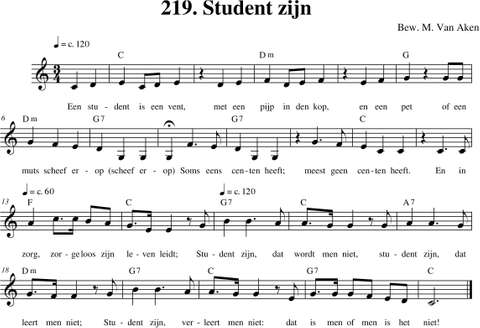 219. Student zijn
Bew. M. Van Aken
♩ = c. 120
C Dm G
Een stu - dent is een vent, met een pijp in den kop, en een pet of een
6 Dm G7 G7 C
muts scheef er - op (scheef er - op) Soms eens cen - ten heeft; meest geen cen - ten heeft. En in
♩ = c. 60 ♩ = c. 120
13 F C G7 C A7
zorg, zor - geloos zijn le - ven leidt; Stu - dent zijn, dat wordt men niet, stu - dent zijn, dat
18 Dm G7 C G7 C
leert men niet; Stu - dent zijn, ver - leert men niet: dat is men of men is het niet!